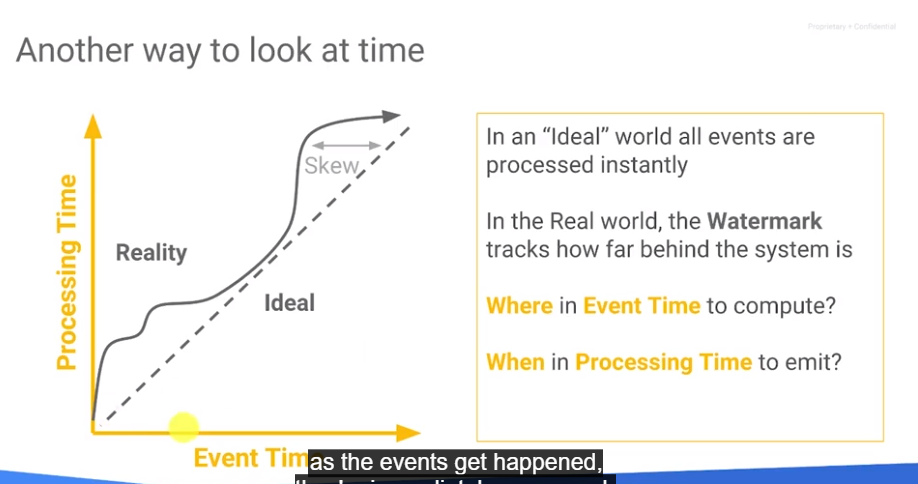 Proprietary + Confidential
Another way to look at time
Processing Time
Skew
Reality
Ideal
Event Tim
In an “Ideal” world all events are
processed instantly
In the Real world, the Watermark
tracks how far behind the system is
Where in Event Time to compute?
When in Processing Time to emit?
as the events get happened,